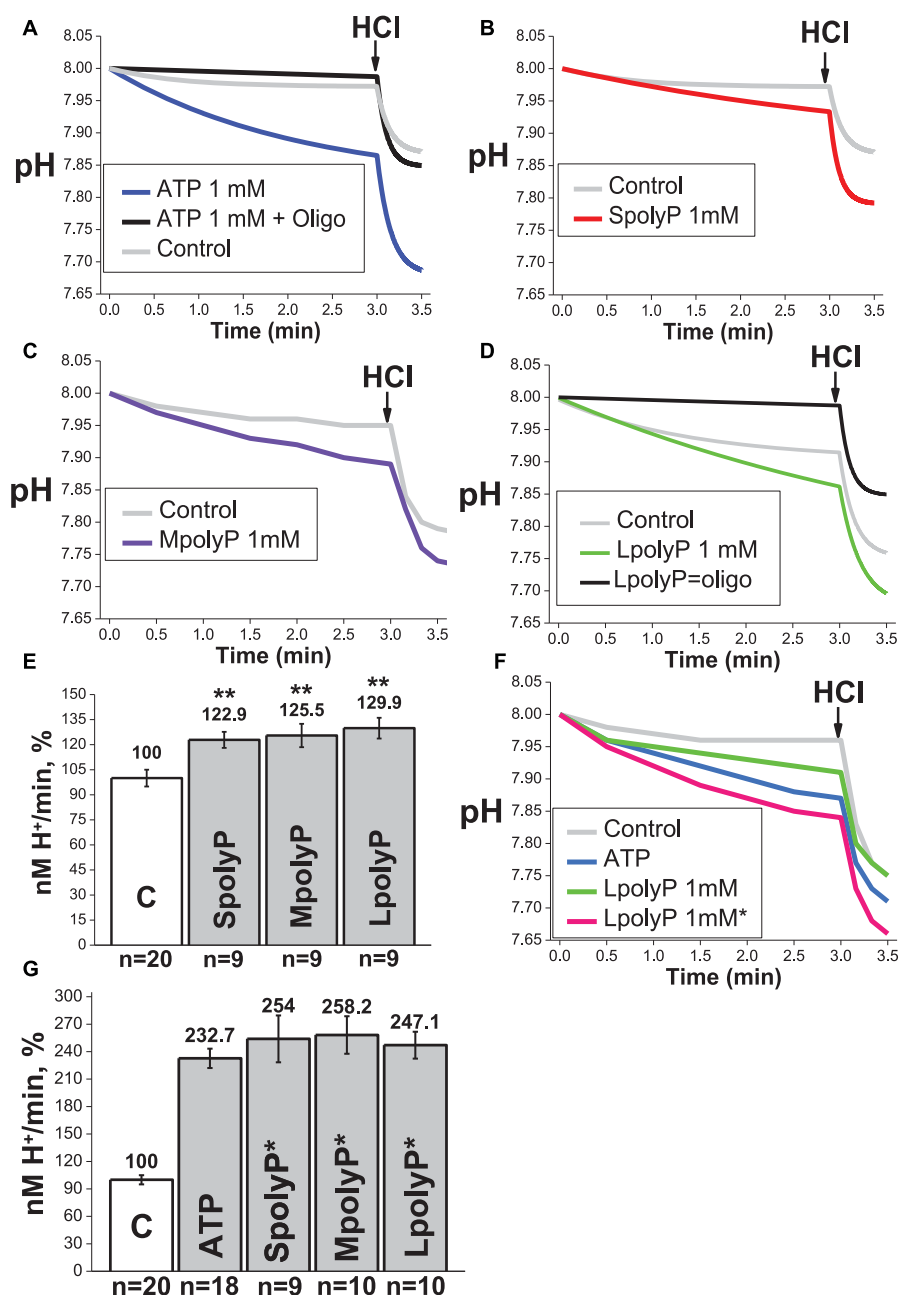 A
HCl
8.05
8.00
7.95
7.90
pH
7.85
7.80
7.75
7.70
7.65
ATP 1 mM
ATP 1 mM + Oligo
Control
0.0 0.5 1.0 1.5 2.0 2.5 3.0 3.5
Time (min)
B
HCl
8.05
8.00
7.95
7.90
pH
7.85
7.80
7.75
7.70
7.65
Control
SpolyP 1mM
0.0 0.5 1.0 1.5 2.0 2.5 3.0 3.5
Time (min)
C
HCl
8.05
8.00
7.95
7.90
pH
7.85
7.80
7.75
7.70
7.65
Control
MpolyP 1mM
0.0 0.5 1.0 1.5 2.0 2.5 3.0 3.5
Time (min)
D
HCl
8.05
8.00
7.95
7.90
pH
7.85
7.80
7.75
7.70
7.65
Control
LpolyP 1 mM
LpolyP=oligo
0.0 0.5 1.0 1.5 2.0 2.5 3.0 3.5
Time (min)
E
nM H⁺/min, %
150
135
120
105
90
75
60
45
30
15
0
** ** **
100 122.9 125.5 129.9
C SpolyP MpolyP LpolyP
n=20 n=9 n=9 n=9
F
HCl
8.05
8.00
7.95
7.90
pH
7.85
7.80
7.75
7.70
7.65
Control
ATP
LpolyP 1mM
LpolyP 1mM*
0.0 0.5 1.0 1.5 2.0 2.5 3.0 3.5
Time (min)
G
nM H⁺/min, %
300
270
240
210
180
150
120
90
60
30
0
100 232.7 254 258.2 247.1
C ATP SpolyP* MpolyP* LpolyP*
n=20 n=18 n=9 n=10 n=10